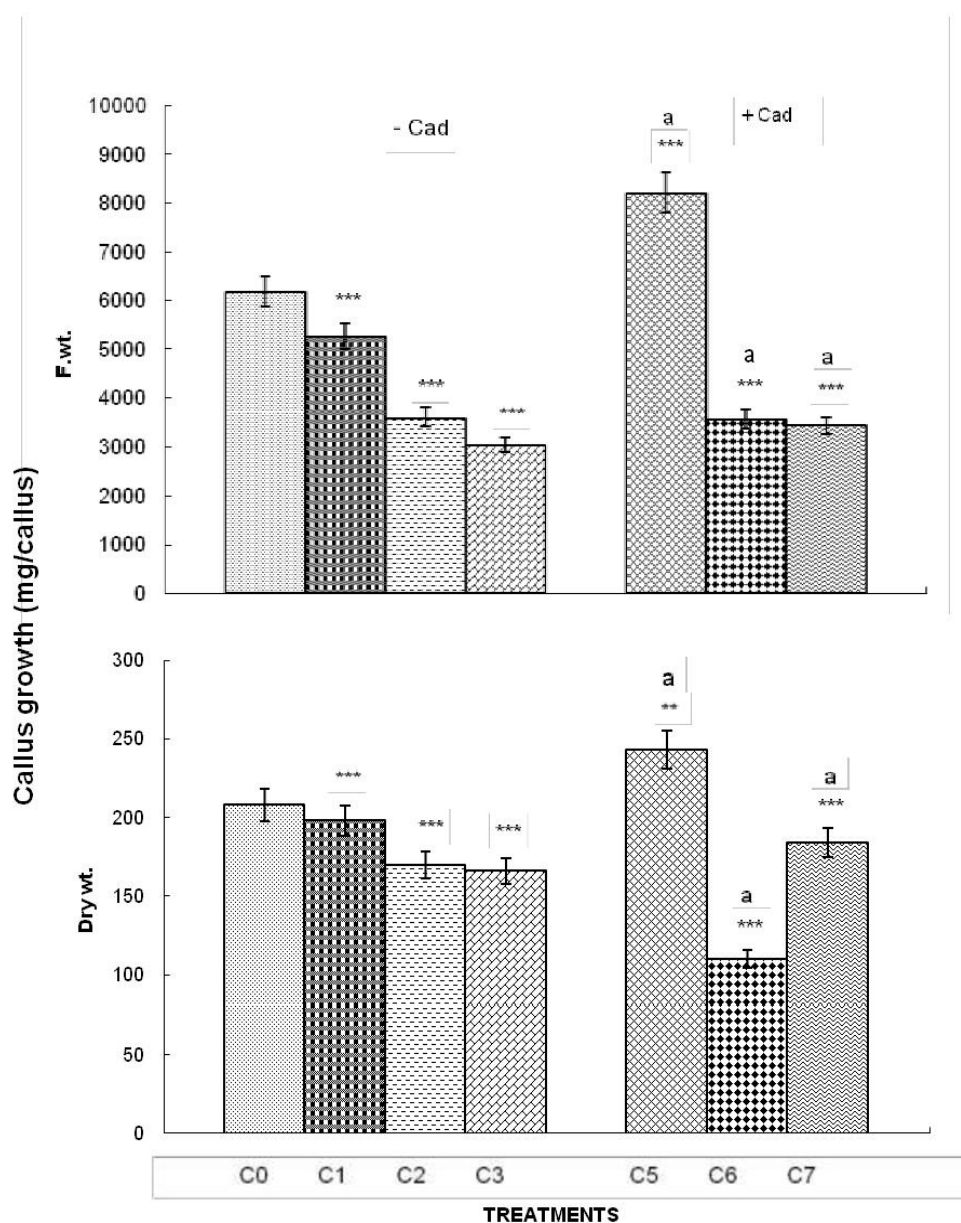 10000
- Cad
a
+ Cad
9000
***
8000
7000
6000
***
5000
a
a
4000
***
***
***
***
3000
2000
1000
0
F.wt.
Callus growth (mg/callus)
300
a
**
250
***
a
200
***
***
***
150
a
***
100
50
0
Dry wt.
C0 C1 C2 C3 C5 C6 C7
TREATMENTS